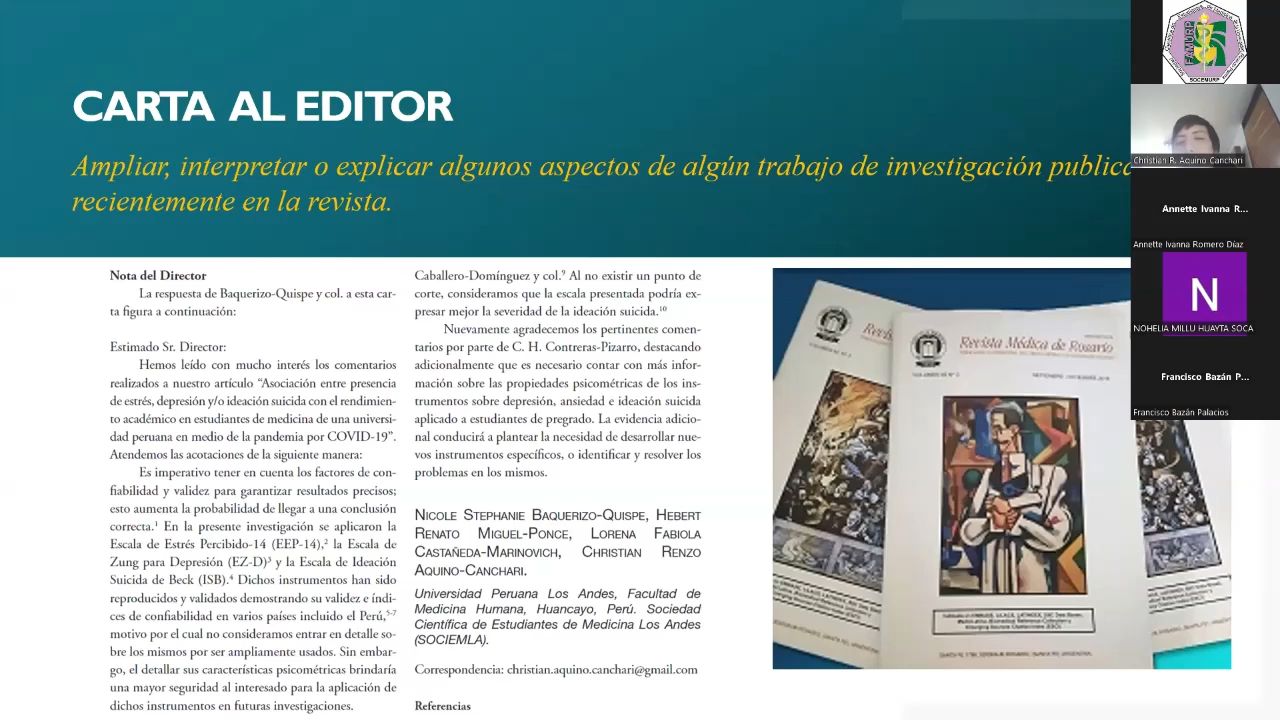 CARTA AL EDITOR
Ampliar, interpretar o explicar algunos aspectos de algún trabajo de investigación
recientemente en la revista.
Nota del Director
La respuesta de Baquerizo-Quispe y col. a esta car-
ta figura a continuación:
Estimado Sr. Director:
Hemos leído con mucho interés los comentarios
realizados a nuestro artículo “Asociación entre presencia
de estrés, depresión y/o ideación suicida con el rendimien-
to académico en estudiantes de medicina de una universi-
dad peruana en medio de la pandemia por COVID-19”.
Atendemos las acotaciones de la siguiente manera:
Es imperativo tener en cuenta los factores de con-
fiabilidad y validez para garantizar resultados precisos;
esto aumenta la probabilidad de llegar a una conclusión
correcta.¹ En la presente investigación se aplicaron la
Escala de Estrés Percibido-14 (EEP-14),² la Escala de
Zung para Depresión (EZ-D)³ y la Escala de Ideación
Suicida de Beck (ISB).⁴ Dichos instrumentos han sido
reproducidos y validados demostrando su validez e índi-
ces de confiabilidad en varios países incluido el Perú,⁵⁻⁷
motivo por el cual no consideramos entrar en detalle so-
bre los mismos por ser ampliamente usados. Sin embar-
go, el detallar sus características psicométricas brindaría
una mayor seguridad al interesado para la aplicación de
dichos instrumentos en futuras investigaciones.
Caballero-Domínguez y col.⁹ Al no existir un punto de
corte, consideramos que la escala presentada podría ex-
presar mejor la severidad de la ideación suicida.¹⁰
Nuevamente agradecemos los pertinentes comen-
tarios por parte de C. H. Contreras-Pizarro, destacando
adicionalmente que es necesario contar con más infor-
mación sobre las propiedades psicométricas de los ins-
trumentos sobre depresión, ansiedad e ideación suicida
aplicado a estudiantes de pregrado. La evidencia adicio-
nal conducirá a plantear la necesidad de desarrollar nue-
vos instrumentos específicos, o identificar y resolver los
problemas en los mismos.
Nicole Stephanie Baquerizo-Quispe, Hebert
Renato Miguel-Ponce, Lorena Fabiola
Castañeda-Marinovich, Christian Renzo
Aquino-Canchari.
Universidad Peruana Los Andes, Facultad de
Medicina Humana, Huancayo, Perú. Sociedad
Científica de Estudiantes de Medicina Los Andes
(SOCIEMLA).
Correspondencia: christian.aquino.canchari@gmail.com
Referencias
Revista Médica de Rosario
FAMURP
SOCEMURP
Christian R. Aquino Canchari
Annette Ivanna R...
Annette Ivanna Romero Díaz
N
NOHELIA MILLU HUAYTA SOCA
Francisco Bazán P...
Francisco Bazán Palacios